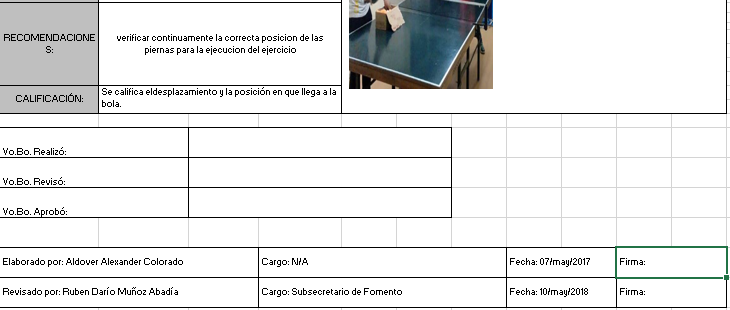 RECOMENDACIONE
S:
verificar continuamente la correcta posicion de las
piernas para la ejecucion del ejercicio
CALIFICACIÓN:
Se califica eldesplazamiento y la posición en que llega a la
bola.
Vo.Bo. Realizó:
Vo.Bo. Revisó:
Vo.Bo. Aprobó:
Elaborado por: Aldover Alexander Colorado
Cargo: N/A
Fecha: 07/may/2017
Firma:
Revisado por: Ruben Darío Muñoz Abadía
Cargo: Subsecretario de Fomento
Fecha: 10/may/2018
Firma: